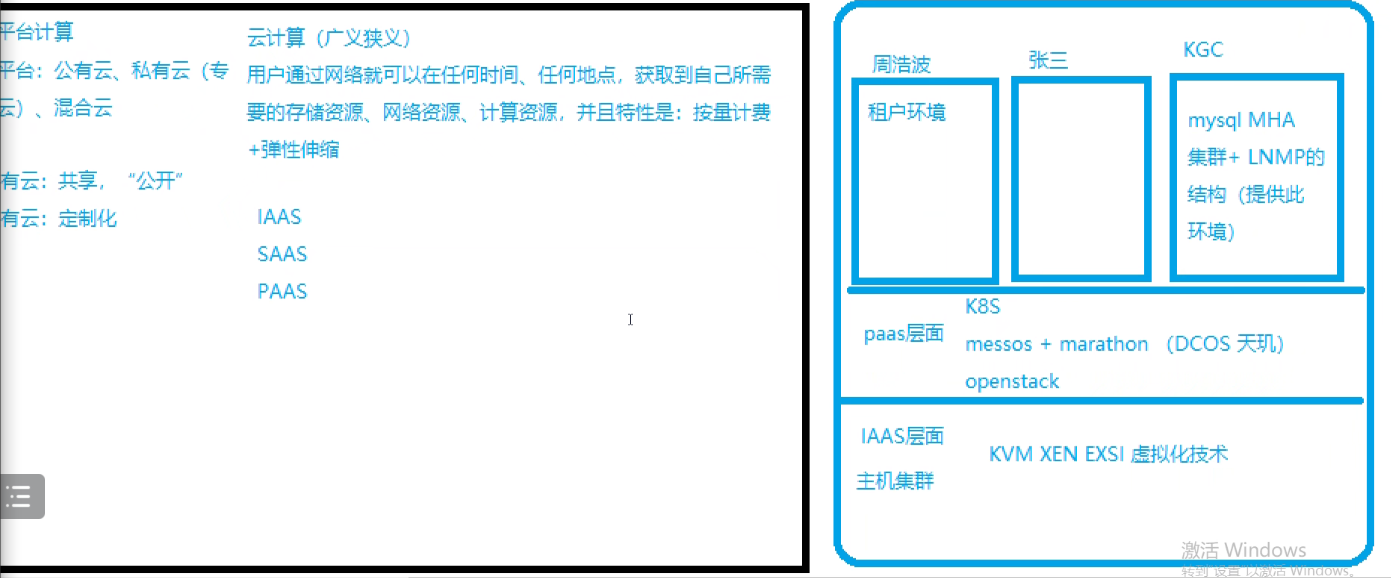 平台计算
平台：公有云、私有云（专
云）、混合云
有云：共享，“公开”
有云：定制化
云计算（广义狭义）
用户通过网络就可以在任何时间、任何地点，获取到自己所需
要的存储资源、网络资源、计算资源，并且特性是：按量计费
+弹性伸缩
IAAS
SAAS
PAAS
周浩波
张三
KGC
租户环境
mysql MHA
集群+ LNMP的
结构（提供此
环境）
paas层面
K8S
messos + marathon （DCOS 天玑）
openstack
IAAS层面
主机集群
KVM XEN EXSI 虚拟化技术
激活 Windows
转到"设置"以激活 Windows。